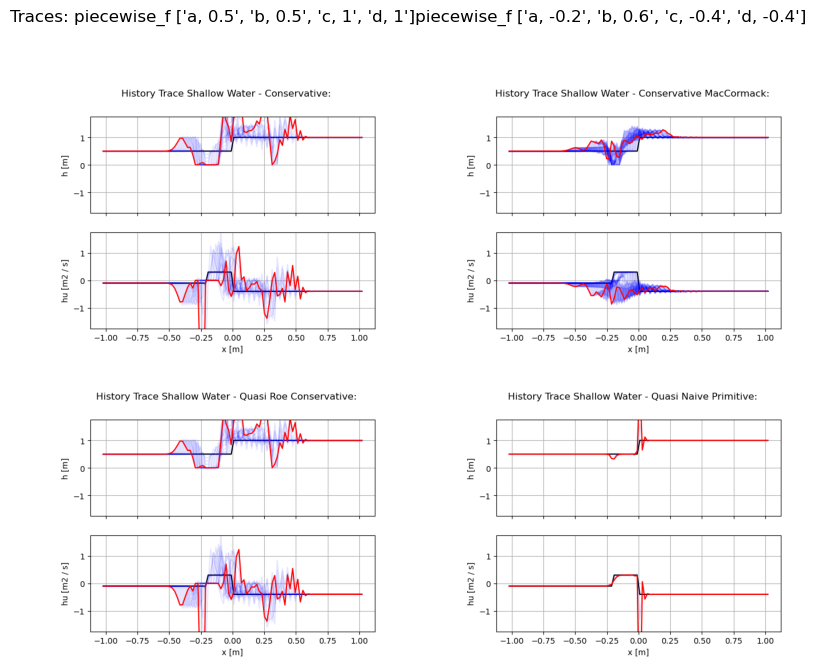 Traces: piecewise_f ['a, 0.5', 'b, 0.5', 'c, 1', 'd, 1']piecewise_f ['a, -0.2', 'b, 0.6', 'c, -0.4', 'd, -0.4']
History Trace Shallow Water - Conservative:
1
0
−1
h [m]
1
0
−1
hu [m2 / s]
−1.00 −0.75 −0.50 −0.25 0.00 0.25 0.50 0.75 1.00
x [m]
History Trace Shallow Water - Conservative MacCormack:
1
0
−1
h [m]
1
0
−1
hu [m2 / s]
−1.00 −0.75 −0.50 −0.25 0.00 0.25 0.50 0.75 1.00
x [m]
History Trace Shallow Water - Quasi Roe Conservative:
1
0
−1
h [m]
1
0
−1
hu [m2 / s]
−1.00 −0.75 −0.50 −0.25 0.00 0.25 0.50 0.75 1.00
x [m]
History Trace Shallow Water - Quasi Naive Primitive:
1
0
−1
h [m]
1
0
−1
hu [m2 / s]
−1.00 −0.75 −0.50 −0.25 0.00 0.25 0.50 0.75 1.00
x [m]